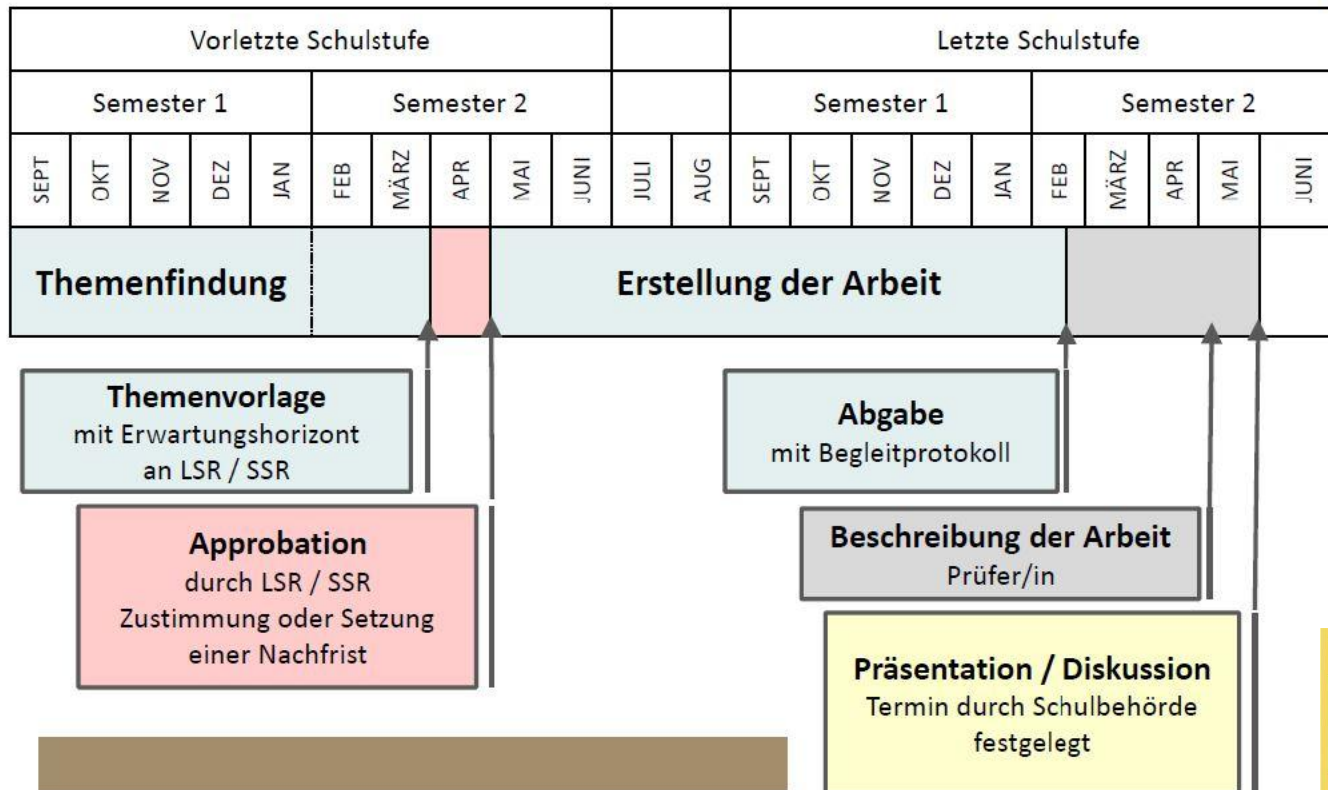 Vorletzte Schulstufe Letzte Schulstufe
Semester 1 Semester 2 Semester 1 Semester 2
SEPT OKT NOV DEZ JAN FEB MÄRZ APR MAI JUNI JULI AUG SEPT OKT NOV DEZ JAN FEB MÄRZ APR MAI JUNI
Themenfindung Erstellung der Arbeit
Themenvorlage
mit Erwartungshorizont
an LSR / SSR
Approbation
durch LSR / SSR
Zustimmung oder Setzung
einer Nachfrist
Abgabe
mit Begleitprotokoll
Beschreibung der Arbeit
Prüfer/in
Präsentation / Diskussion
Termin durch Schulbehörde
festgelegt